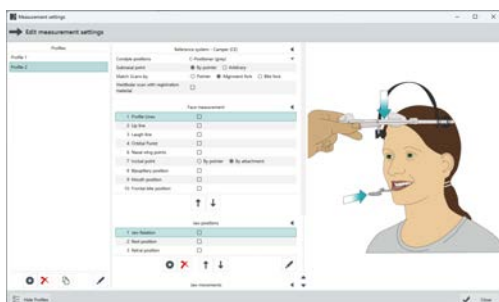 Measurement settings
Edit measurement settings
Profiles
Profile 1
Profile 2
Reference system - Camper (CE)
Condyle positions C-Positioner (grey)
Subnasal point By pointer Arbitrary
Match Scans by Pointer Alignment fork Bite fork
Vestibular scan with registration
material
Face measurement
1 Profile lines
2 Lip line
3 Laugh line
4 Orbital Points
6 Nasal wing points
7 Incisal point By pointer By attachment
8 Bipupillary position
9 Mouth position
10 Frontal bite position
Jaw positions
1 Jaw Relation
2 Rest position
3 Retral position
Jaw movements
Hide Profiles
Close